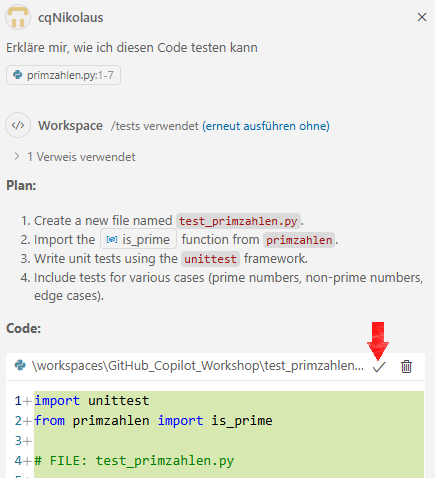 cqNikolaus
Erkläre mir, wie ich diesen Code testen kann
primzahlen.py:1-7
Workspace /tests verwendet (erneut ausführen ohne)
1 Verweis verwendet
Plan:
1. Create a new file named test_primzahlen.py.
2. Import the is_prime function from primzahlen.
3. Write unit tests using the unittest framework.
4. Include tests for various cases (prime numbers, non-prime numbers,
edge cases).
Code:
\workspaces\GitHub_Copilot_Workshop\test_primzahlen...
1+ import unittest
2+ from primzahlen import is_prime
3+
4+ # FILE: test_primzahlen.py